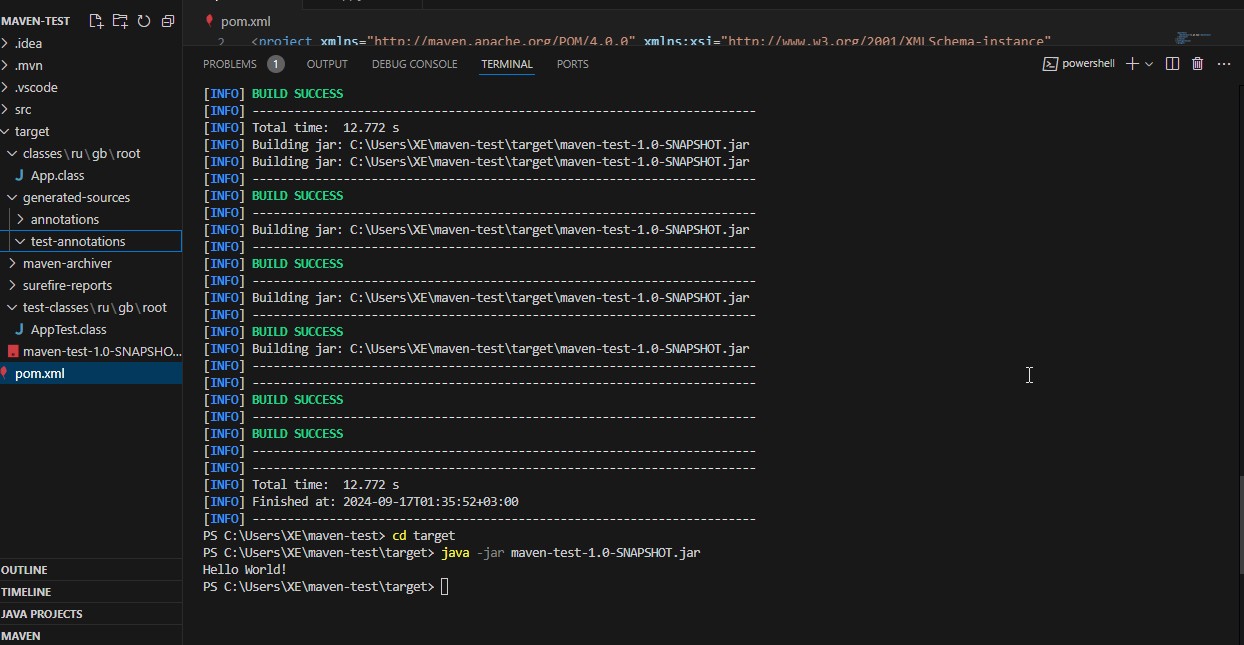 MAVEN-TEST
.idea
.mvn
.vscode
src
target
classes\ru\gb\root
App.class
generated-sources
annotations
test-annotations
maven-archiver
surefire-reports
test-classes\ru\gb\root
AppTest.class
maven-test-1.0-SNAPSHO...
pom.xml
OUTLINE
TIMELINE
JAVA PROJECTS
MAVEN
pom.xml
2 <project xmlns="http://maven.apache.org/POM/4.0.0" xmlns:xsi="http://www.w3.org/2001/XMLSchema-instance"
PROBLEMS 1 OUTPUT DEBUG CONSOLE TERMINAL PORTS powershell
[INFO] BUILD SUCCESS
[INFO] ------------------------------------------------------------------------
[INFO] Total time:  12.772 s
[INFO] Building jar: C:\Users\XE\maven-test\target\maven-test-1.0-SNAPSHOT.jar
[INFO] Building jar: C:\Users\XE\maven-test\target\maven-test-1.0-SNAPSHOT.jar
[INFO] ------------------------------------------------------------------------
[INFO] BUILD SUCCESS
[INFO] ------------------------------------------------------------------------
[INFO] Building jar: C:\Users\XE\maven-test\target\maven-test-1.0-SNAPSHOT.jar
[INFO] ------------------------------------------------------------------------
[INFO] BUILD SUCCESS
[INFO] ------------------------------------------------------------------------
[INFO] Building jar: C:\Users\XE\maven-test\target\maven-test-1.0-SNAPSHOT.jar
[INFO] ------------------------------------------------------------------------
[INFO] BUILD SUCCESS
[INFO] Building jar: C:\Users\XE\maven-test\target\maven-test-1.0-SNAPSHOT.jar
[INFO] ------------------------------------------------------------------------
[INFO] ------------------------------------------------------------------------
[INFO] BUILD SUCCESS
[INFO] ------------------------------------------------------------------------
[INFO] BUILD SUCCESS
[INFO] ------------------------------------------------------------------------
[INFO] ------------------------------------------------------------------------
[INFO] Total time:  12.772 s
[INFO] Finished at: 2024-09-17T01:35:52+03:00
[INFO] ------------------------------------------------------------------------
PS C:\Users\XE\maven-test> cd target
PS C:\Users\XE\maven-test\target> java -jar maven-test-1.0-SNAPSHOT.jar
Hello World!
PS C:\Users\XE\maven-test\target>